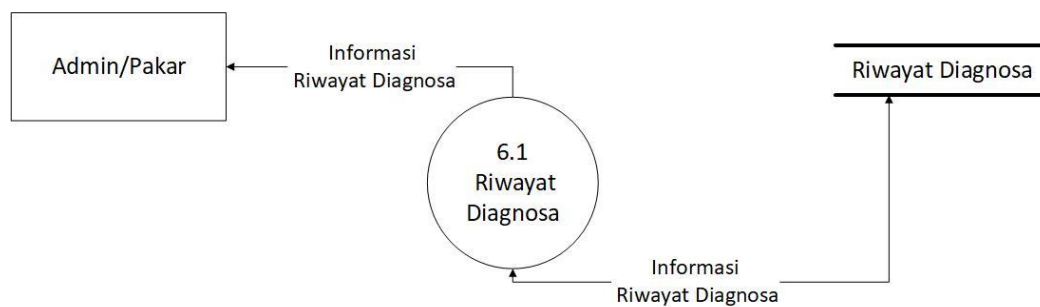 Admin/Pakar
Informasi
Riwayat Diagnosa
Riwayat Diagnosa
6.1
Riwayat
Diagnosa
Informasi
Riwayat Diagnosa